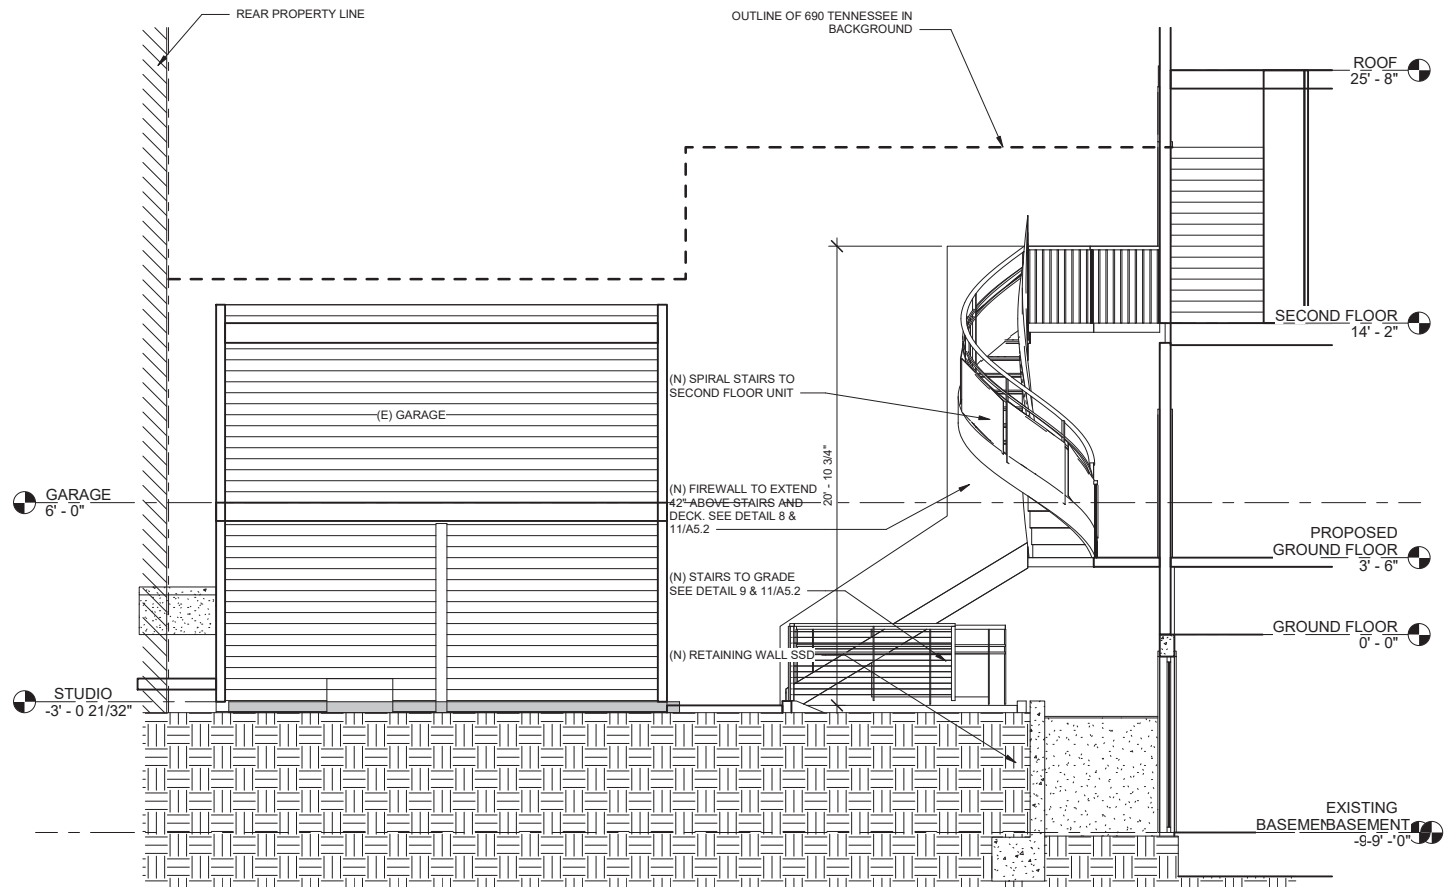 REAR PROPERTY LINE
OUTLINE OF 690 TENNESSEE IN
BACKGROUND
ROOF
25' - 8"
SECOND FLOOR
14' - 2"
(N) SPIRAL STAIRS TO
SECOND FLOOR UNIT
(E) GARAGE
20' - 10 3/4"
GARAGE
6' - 0"
(N) FIREWALL TO EXTEND
42" ABOVE STAIRS AND
DECK. SEE DETAIL 8 &
11/A5.2
PROPOSED
GROUND FLOOR
3' - 6"
(N) STAIRS TO GRADE
SEE DETAIL 9 & 11/A5.2
GROUND FLOOR
0' - 0"
(N) RETAINING WALL SSD
STUDIO
-3' - 0 21/32"
EXISTING
BASEMENT